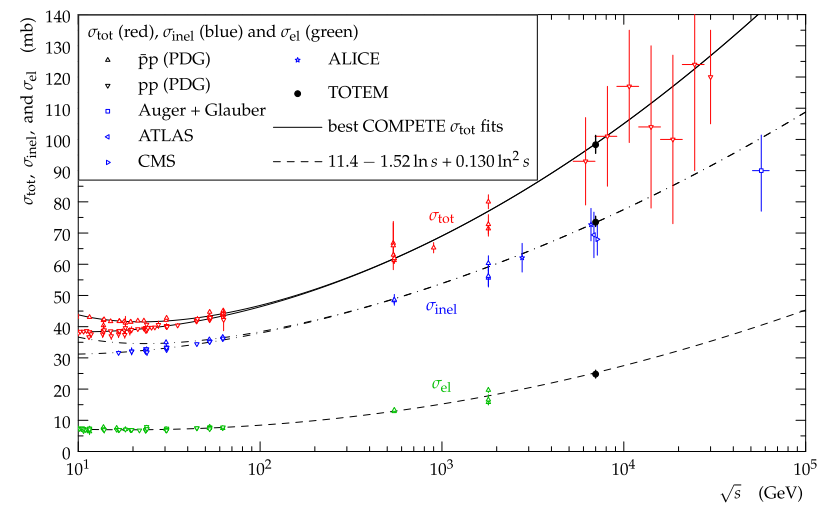 σtot (red), σinel (blue) and σel (green)
p̄p (PDG)
pp (PDG)
Auger + Glauber
ATLAS
CMS
ALICE
TOTEM
best COMPETE σtot fits
11.4 − 1.52 ln s + 0.130 ln² s
σtot
σinel
σel
σtot, σinel, and σel (mb)
140
130
120
110
100
90
80
70
60
50
40
30
20
10
0
10¹
10²
10³
10⁴
10⁵
√s (GeV)